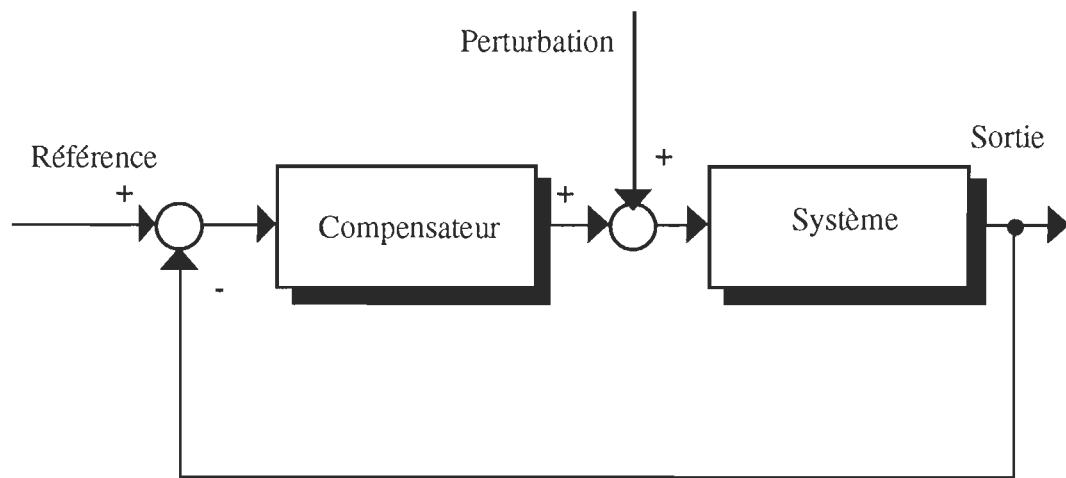 Perturbation
Référence
+
Compensateur
+
+
Système
Sortie
-